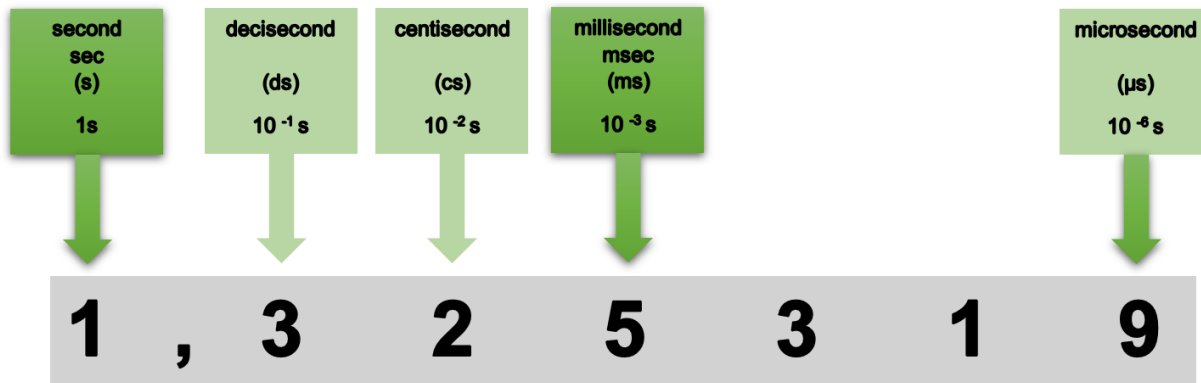 second
sec
(s)
1s
decisecond
(ds)
10 -1 s
centisecond
(cs)
10 -2 s
millisecond
msec
(ms)
10 -3 s
microsecond
(µs)
10 -6 s
1 , 3 2 5 3 1 9